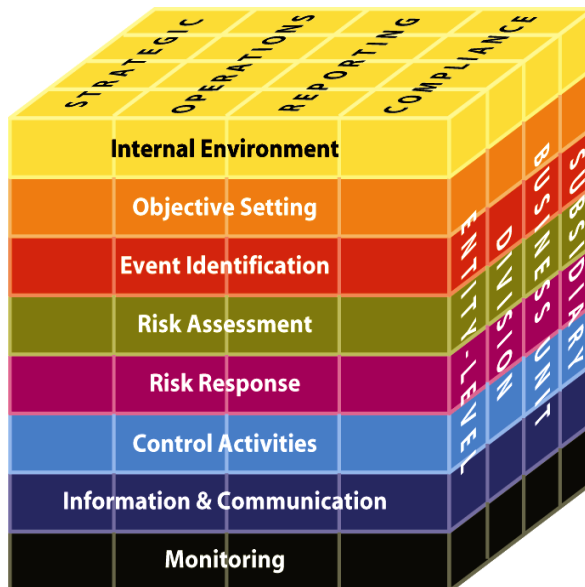 STRATEGIC
OPERATIONS
REPORTING
COMPLIANCE
Internal Environment
Objective Setting
Event Identification
Risk Assessment
Risk Response
Control Activities
Information & Communication
Monitoring
ENTITY-LEVEL
DIVISION
BUSINESS UNIT
SUBSIDIARY